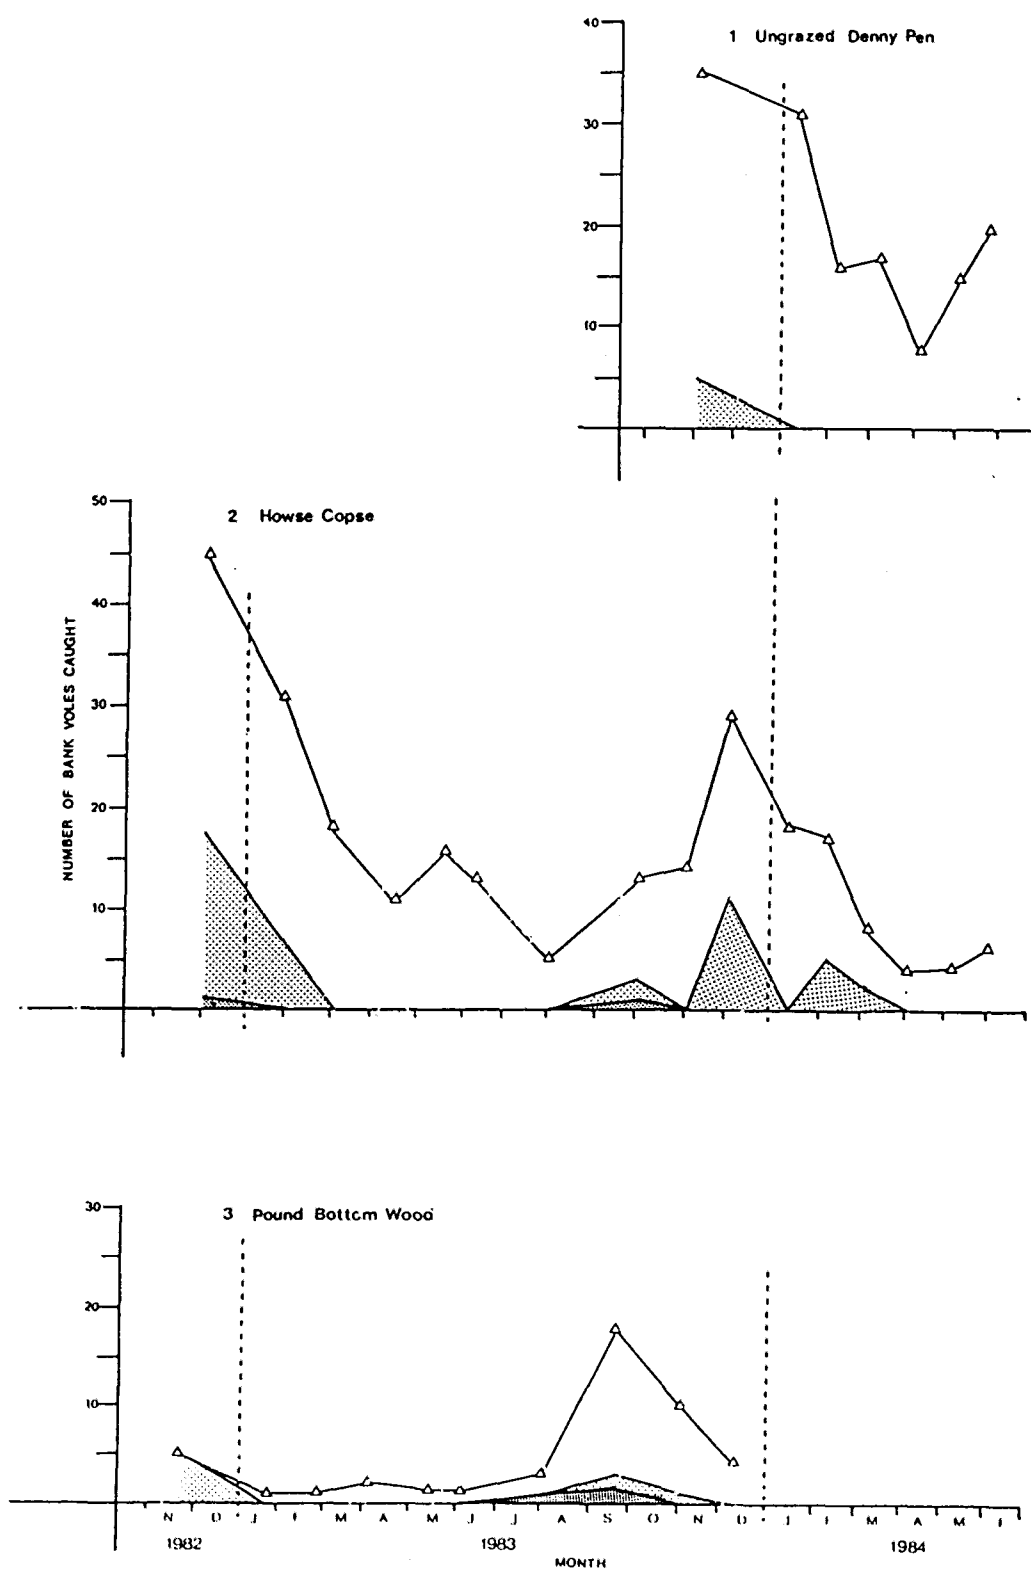 40
1 Ungrazed Denny Pen
30
20
10
50
2 Howse Copse
40
30
20
10
NUMBER OF BANK VOLES CAUGHT
30
3 Pound Bottom Wood
20
10
N D J F M A M J J A S O N D J F M A M
1982 1983 1984
MONTH